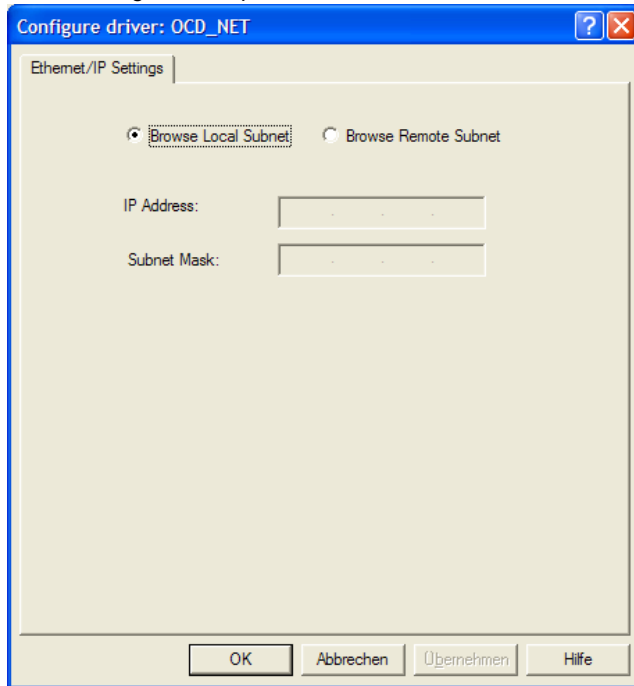 Configure driver: OCD_NET
Ethernet/IP Settings
Browse Local Subnet Browse Remote Subnet
IP Address:
. . .
Subnet Mask:
. . .
OK Abbrechen Übernehmen Hilfe